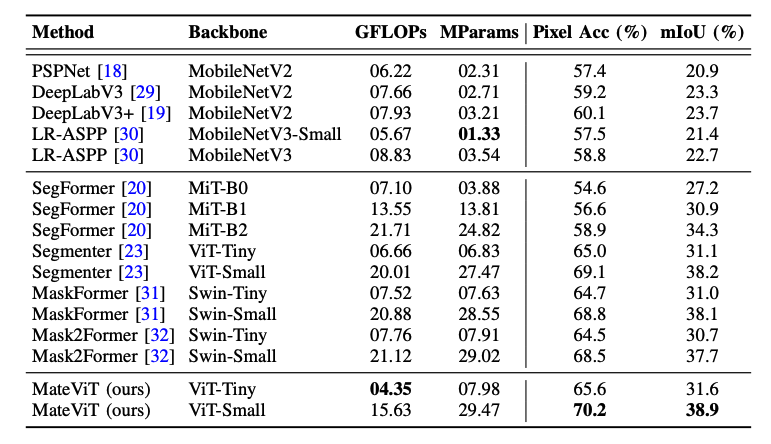 Method Backbone GFLOPs MParams Pixel Acc (%) mIoU (%)
PSPNet [18] MobileNetV2 06.22 02.31 57.4 20.9
DeepLabV3 [29] MobileNetV2 07.66 02.71 59.2 23.3
DeepLabV3+ [19] MobileNetV2 07.93 03.21 60.1 23.7
LR-ASPP [30] MobileNetV3-Small 05.67 01.33 57.5 21.4
LR-ASPP [30] MobileNetV3 08.83 03.54 58.8 22.7
SegFormer [20] MiT-B0 07.10 03.88 54.6 27.2
SegFormer [20] MiT-B1 13.55 13.81 56.6 30.9
SegFormer [20] MiT-B2 21.71 24.82 58.9 34.3
Segmenter [23] ViT-Tiny 06.66 06.83 65.0 31.1
Segmenter [23] ViT-Small 20.01 27.47 69.1 38.2
MaskFormer [31] Swin-Tiny 07.52 07.63 64.7 31.0
MaskFormer [31] Swin-Small 20.88 28.55 68.8 38.1
Mask2Former [32] Swin-Tiny 07.76 07.91 64.5 30.7
Mask2Former [32] Swin-Small 21.12 29.02 68.5 37.7
MateViT (ours) ViT-Tiny 04.35 07.98 65.6 31.6
MateViT (ours) ViT-Small 15.63 29.47 70.2 38.9